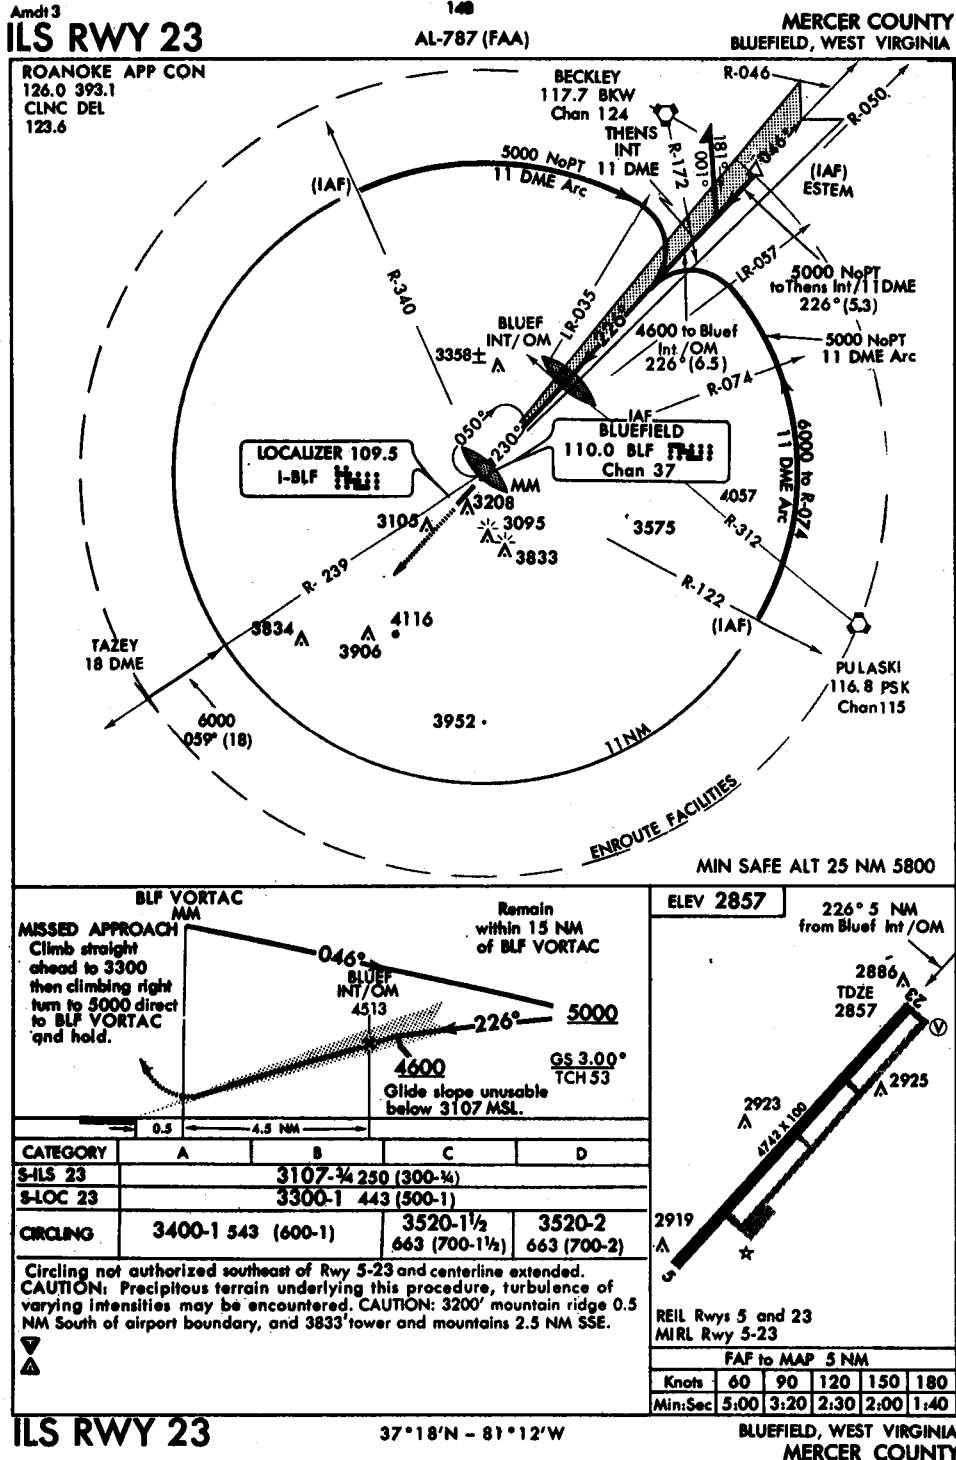 Amdt 3
ILS RWY 23
148
AL-787 (FAA)
MERCER COUNTY
BLUEFIELD, WEST VIRGINIA
ROANOKE APP CON
126.0 393.1
CLNC DEL
123.6
BECKLEY
117.7 BKW
Chan 124
THENS
INT
11 DME
R-046
R-050
R-172
181°
001°
046°
(IAF)
ESTEM
(IAF)
5000 NoPT
11 DME Arc
R-340
LR-035
LR-057
226°
5000 NoPT
to Thens Int/11 DME
226° (5.3)
BLUEF
INT/OM
3358±
4600 to Bluef
Int/OM
226° (6.5)
5000 NoPT
11 DME Arc
R-074
050°
230°
LOCALIZER 109.5
I-BLF
IAF
BLUEFIELD
110.0 BLF
Chan 37
MM
6000 to R-074
11 DME Arc
3208
3105
3095
3833
3575
4057
R-312
R-239
R-122
(IAF)
3834
3906
4116
TAZEY
18 DME
6000
059° (18)
3952
11 NM
PULASKI
116.8 PSK
Chan 115
ENROUTE FACILITIES
MIN SAFE ALT 25 NM 5800
BLF VORTAC
MM
MISSED APPROACH
Climb straight
ahead to 3300
then climbing right
turn to 5000 direct
to BLF VORTAC
and hold.
Remain
within 15 NM
of BLF VORTAC
046°
BLUEF
INT/OM
4513
226°
5000
4600
GS 3.00°
TCH 53
Glide slope unusable
below 3107 MSL.
0.5
4.5 NM
ELEV 2857
226° 5 NM
from Bluef Int/OM
2886
TDZE
2857
23
V
2925
2923
4742 X 100
2919
5
REIL Rwys 5 and 23
MIRL Rwy 5-23
CATEGORY A B C D
S-ILS 23 3107-¾ 250 (300-¾)
S-LOC 23 3300-1 443 (500-1)
CIRCLING 3400-1 543 (600-1) 3520-1½ 663 (700-1½) 3520-2 663 (700-2)
Circling not authorized southeast of Rwy 5-23 and centerline extended.
CAUTION: Precipitous terrain underlying this procedure, turbulence of
varying intensities may be encountered. CAUTION: 3200' mountain ridge 0.5
NM South of airport boundary, and 3833' tower and mountains 2.5 NM SSE.
T
A
FAF to MAP 5 NM
Knots 60 90 120 150 180
Min:Sec 5:00 3:20 2:30 2:00 1:40
ILS RWY 23
37°18'N – 81°12'W
BLUEFIELD, WEST VIRGINIA
MERCER COUNTY